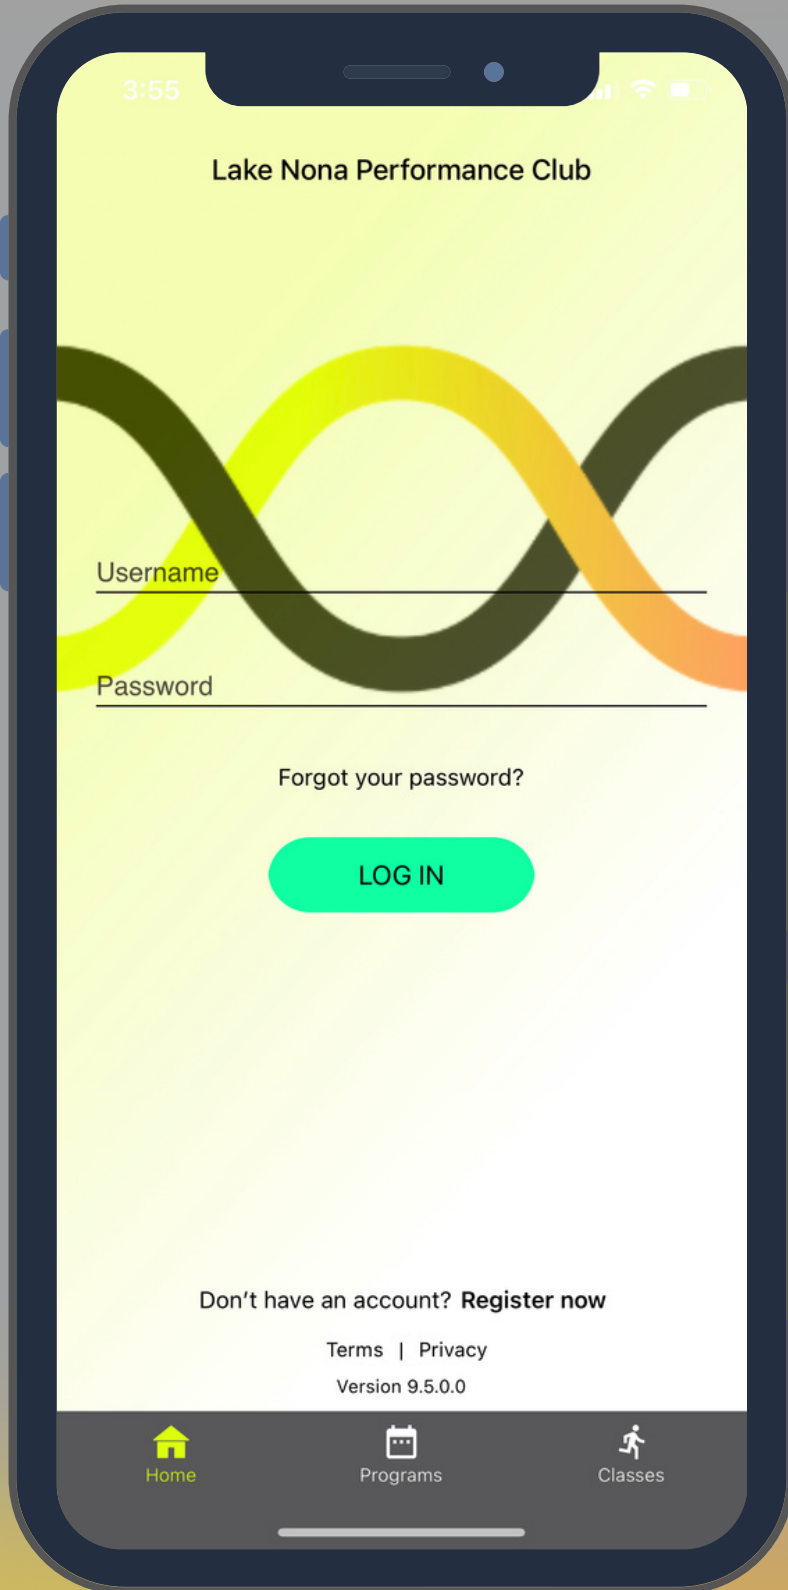 3:55
Lake Nona Performance Club
Username
Password
Forgot your password?
LOG IN
Don’t have an account? Register now
Terms | Privacy
Version 9.5.0.0
Home Programs Classes